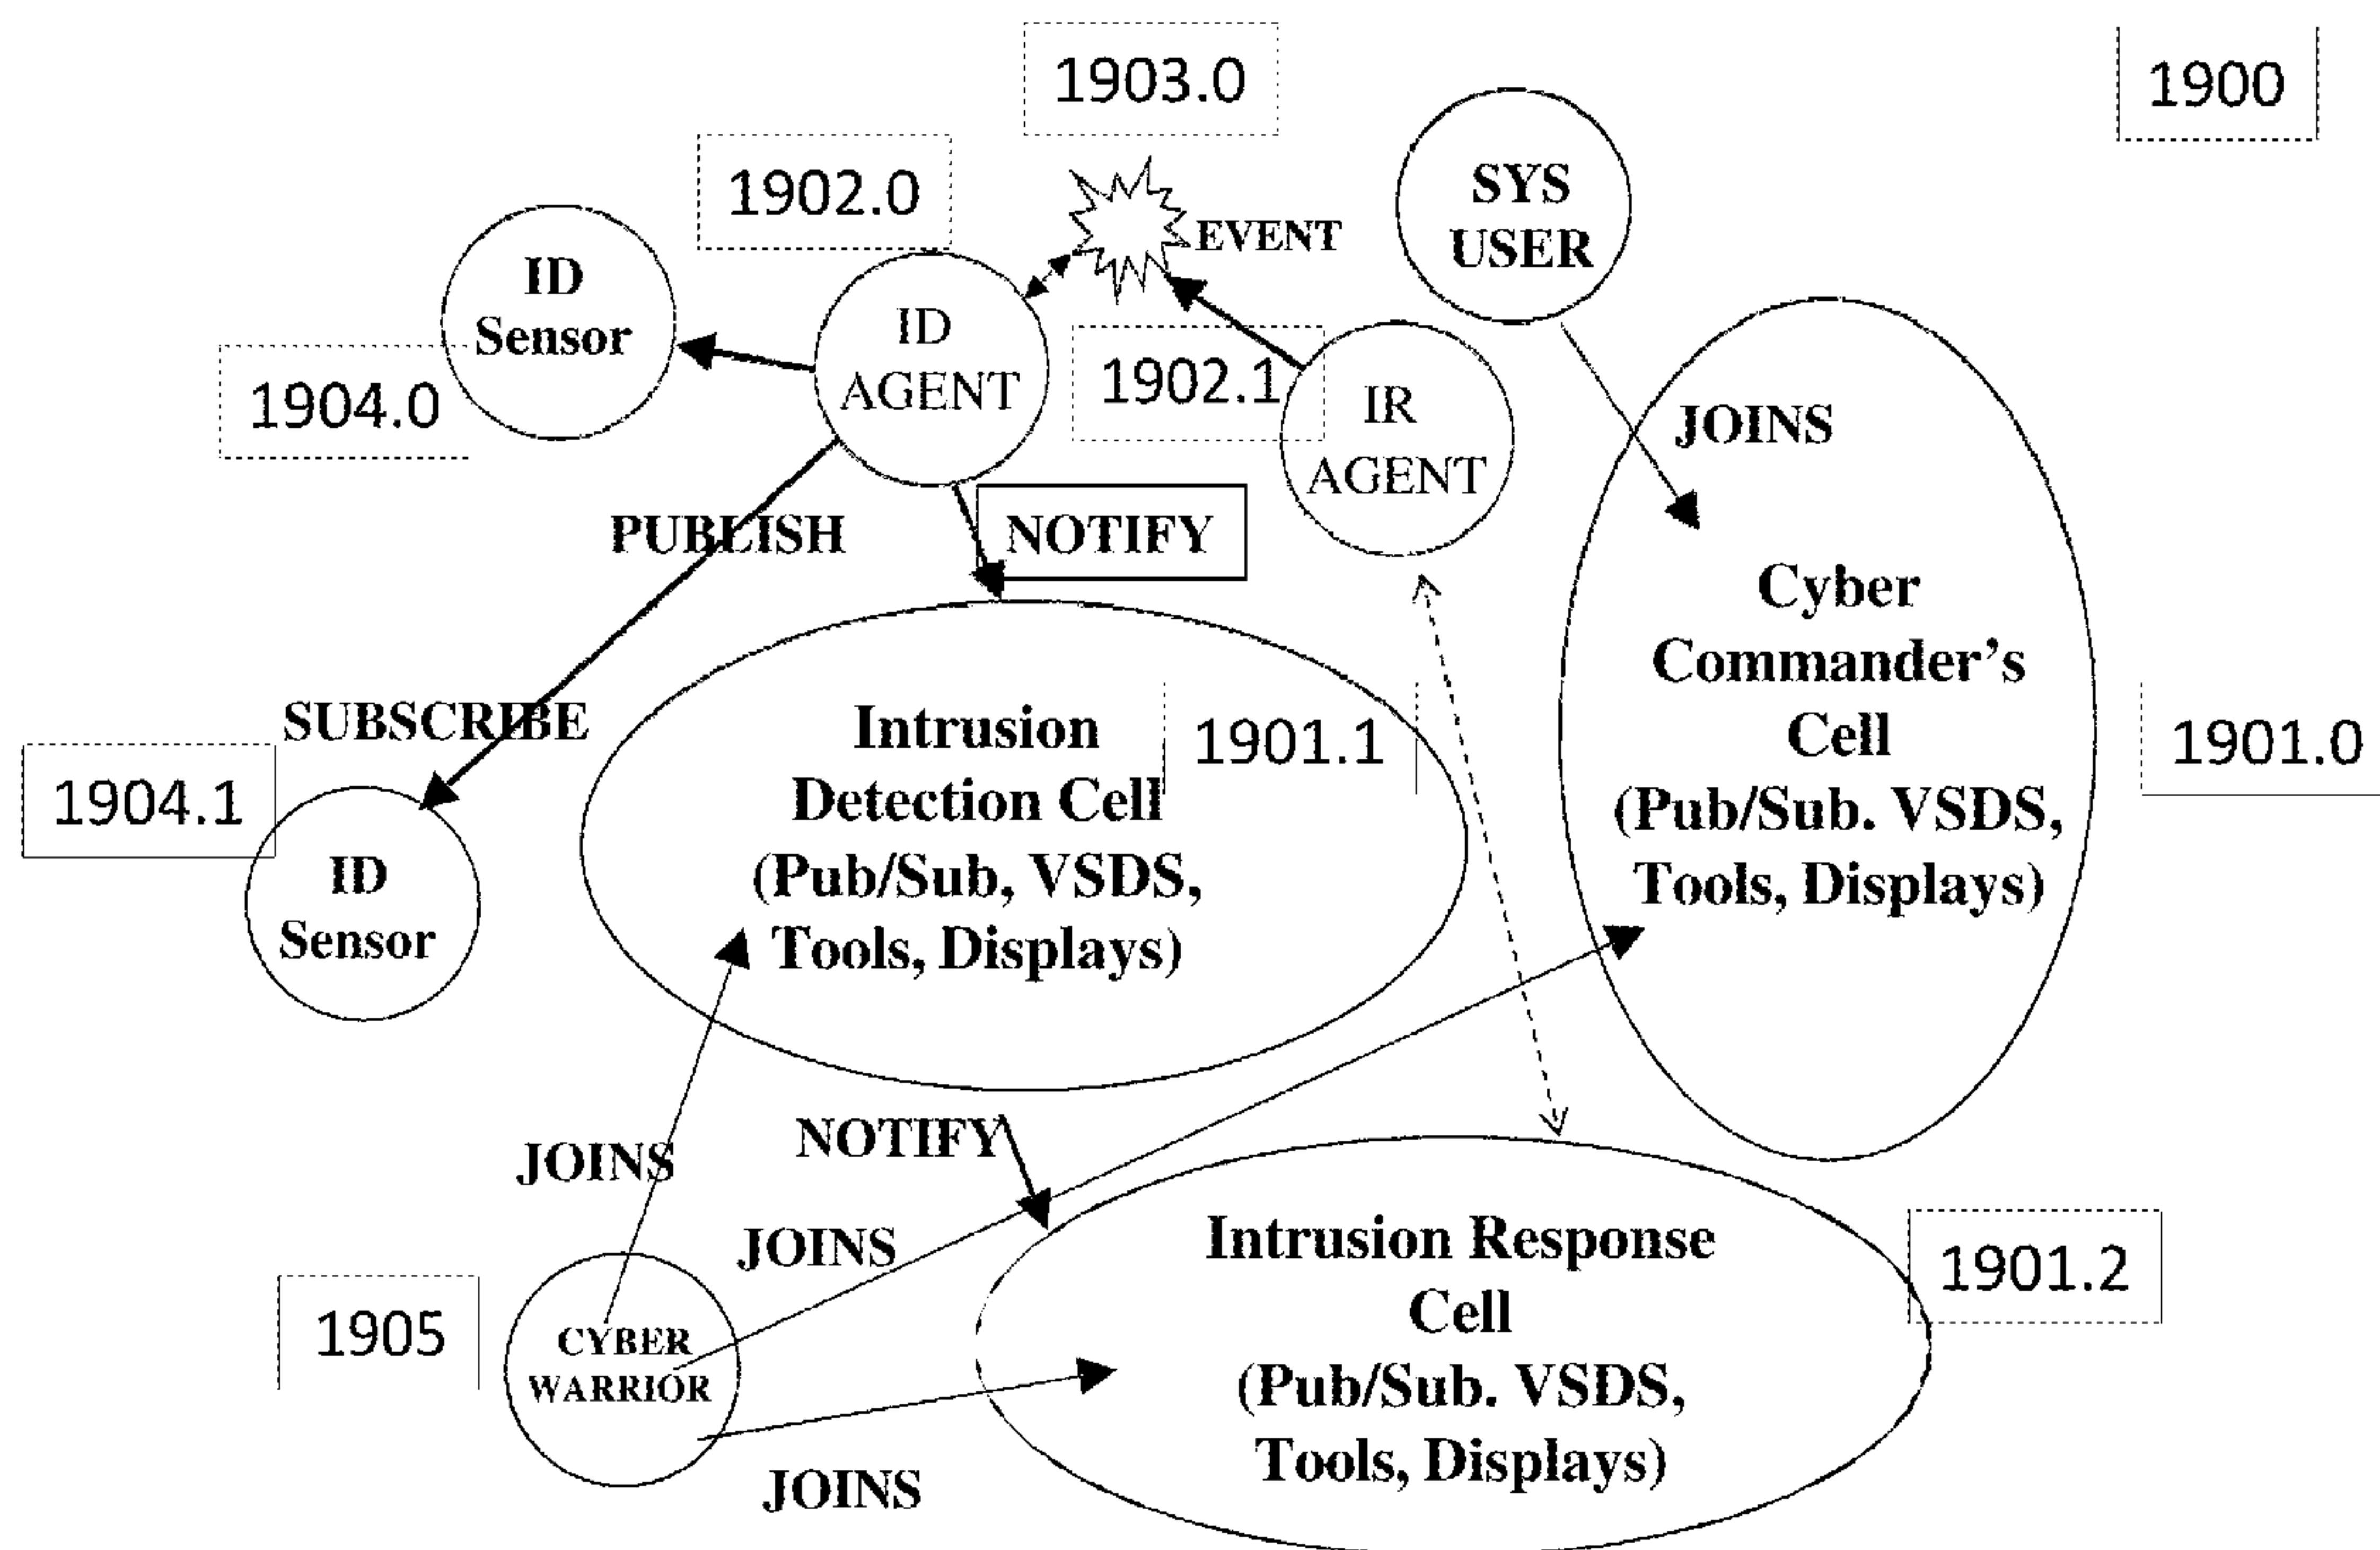 1903.0
1900
1902.0
SYS
USER
EVENT
ID
Sensor
ID
AGENT
1904.0
1902.1
IR
AGENT
JOINS
PUBLISH
NOTIFY
Cyber
Commander's
Cell
(Pub/Sub. VSDS,
Tools, Displays)
SUBSCRIBE
1901.1
1901.0
Intrusion
Detection Cell
(Pub/Sub, VSDS,
Tools, Displays)
1904.1
ID
Sensor
NOTIFY
JOINS
JOINS
Intrusion Response
Cell
(Pub/Sub. VSDS,
Tools, Displays)
1901.2
1905
CYBER
WARRIOR
JOINS